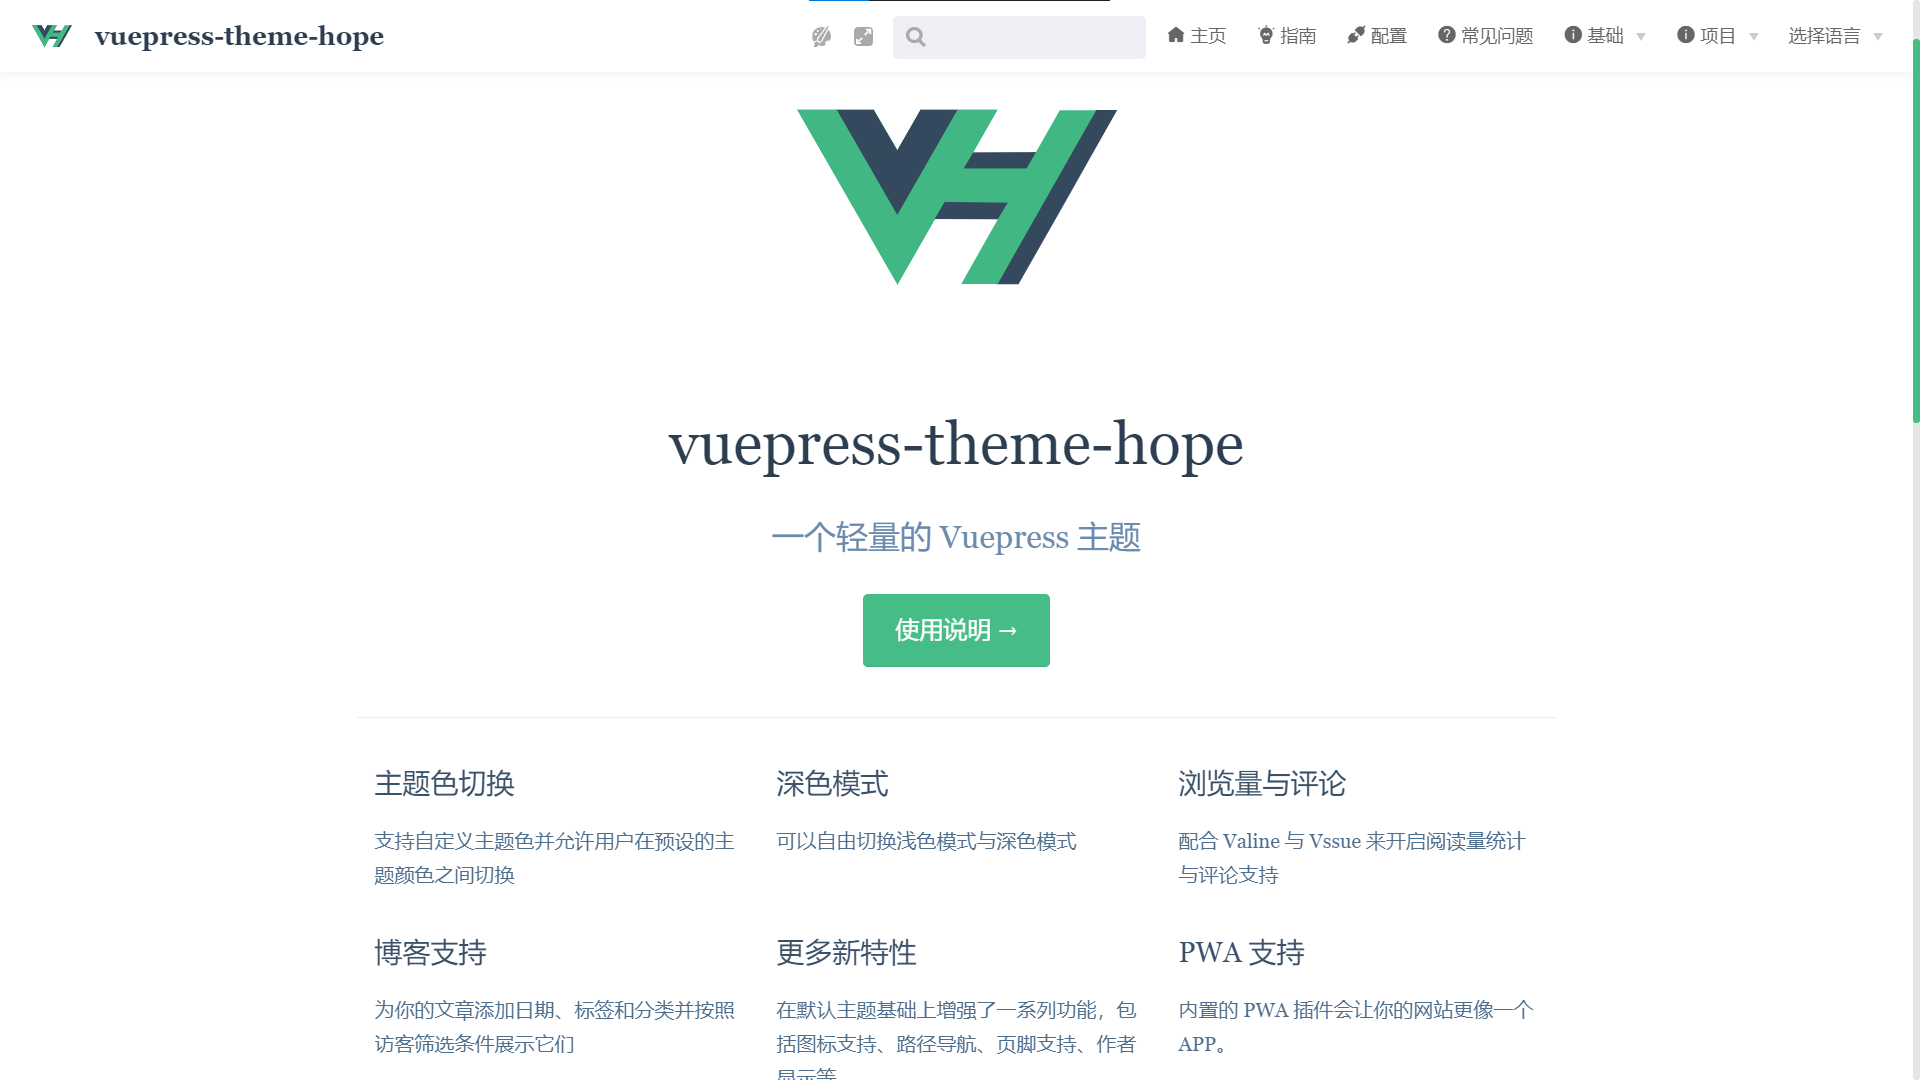 vuepress-theme-hope
主页
指南
配置
常见问题
基础
项目
选择语言
vuepress-theme-hope
一个轻量的 Vuepress 主题
使用说明 →
主题色切换
支持自定义主题色并允许用户在预设的主
题颜色之间切换
深色模式
可以自由切换浅色模式与深色模式
浏览量与评论
配合 Valine 与 Vssue 来开启阅读量统计
与评论支持
博客支持
为你的文章添加日期、标签和分类并按照
访客筛选条件展示它们
更多新特性
在默认主题基础上增强了一系列功能，包
括图标支持、路径导航、页脚支持、作者
显示等
PWA 支持
内置的 PWA 插件会让你的网站更像一个
APP。